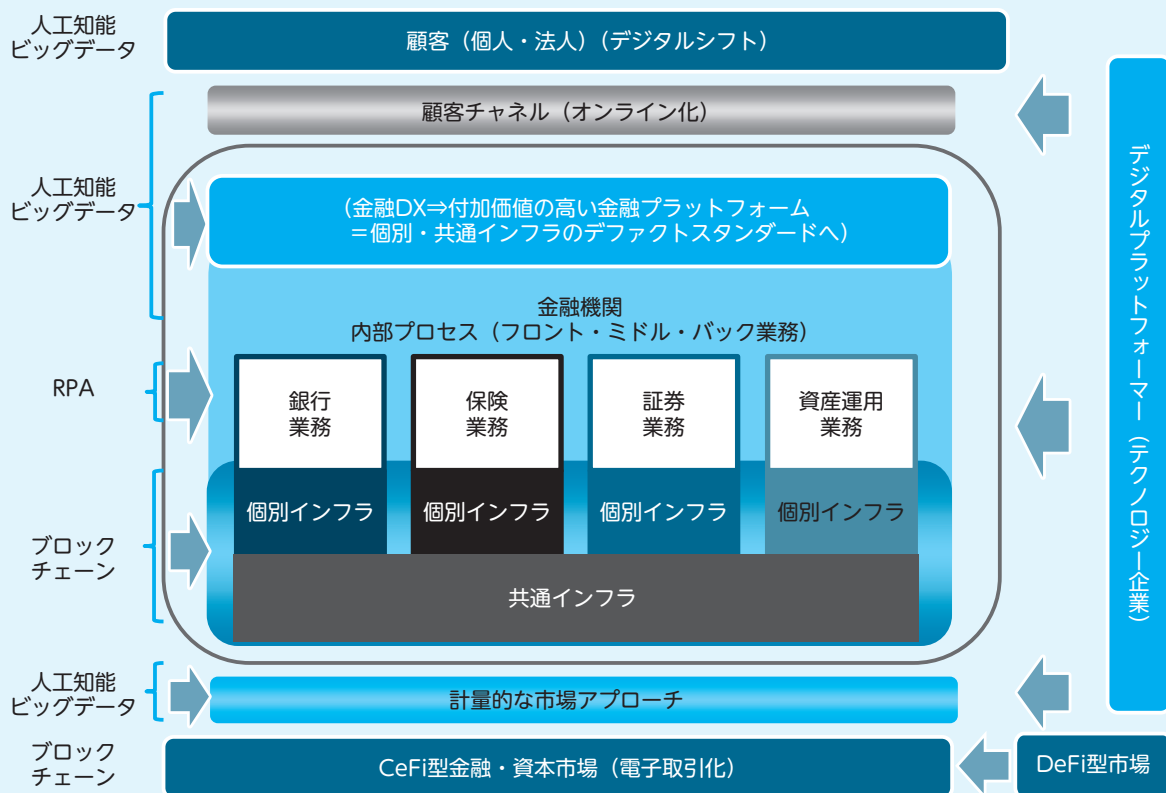 人工知能
ビッグデータ
顧客（個人・法人）（デジタルシフト）
顧客チャネル（オンライン化）
人工知能
ビッグデータ
（金融DX⇒付加価値の高い金融プラットフォーム
＝個別・共通インフラのデファクトスタンダードへ）
金融機関
内部プロセス（フロント・ミドル・バック業務）
RPA
銀行
業務
保険
業務
証券
業務
資産運用
業務
個別インフラ
個別インフラ
個別インフラ
個別インフラ
ブロック
チェーン
共通インフラ
人工知能
ビッグデータ
計量的な市場アプローチ
ブロック
チェーン
CeFi型金融・資本市場（電子取引化）
DeFi型市場
デジタルプラットフォーマー（テクノロジー企業）